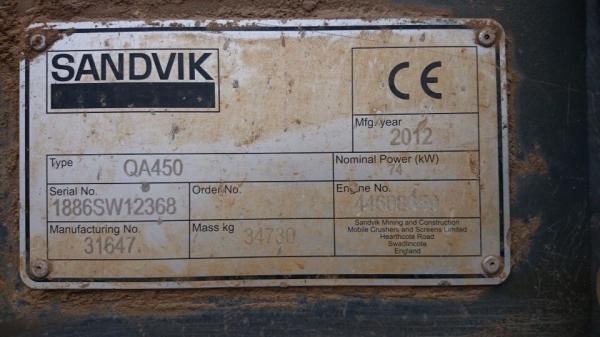 SANDVIK
CE
Mfg. year
2012
Type QA450
Nominal Power (kW)
74
Serial No.
1886SW12368
Order No.
Engine No.
Manufacturing No.
31647
Mass kg 34730
Sandvik Mining and Construction
Mobile Crushers and Screens Limited
Hearthcote Road
Swadlincote
England